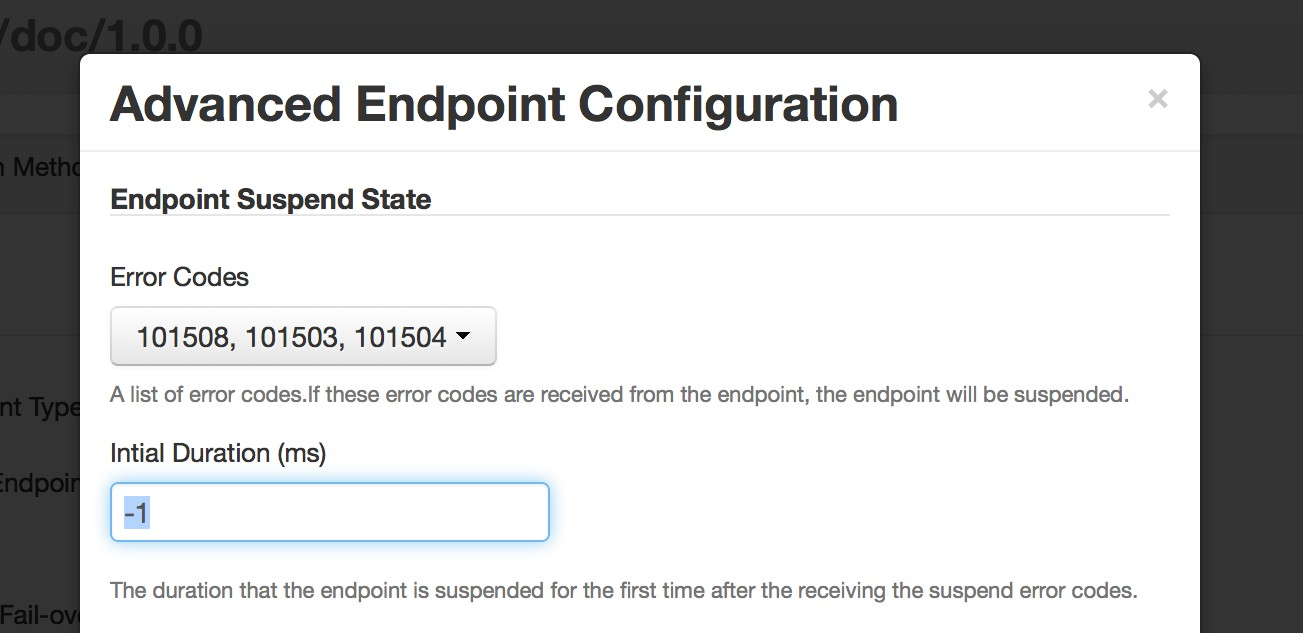 /doc/1.0.0
Advanced Endpoint Configuration
×
n Metho
Endpoint Suspend State
Error Codes
101508, 101503, 101504
A list of error codes.If these error codes are received from the endpoint, the endpoint will be suspended.
nt Type
Intial Duration (ms)
Endpoin
-1
The duration that the endpoint is suspended for the first time after the receiving the suspend error codes.
Fail-ov